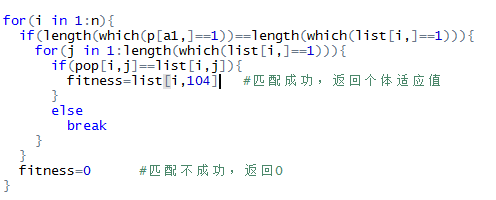 for(i in 1:n){
  if(length(which(p[a1,]==1))==length(which(list[i,]==1))){
    for(j in 1:length(which(list[i,]==1))){
      if(pop[i,j]==list[i,j]){
        fitness=list[i,104]   #匹配成功，返回个体适应值
      }
      else
        break
    }
  }
  fitness=0      #匹配不成功，返回0
}